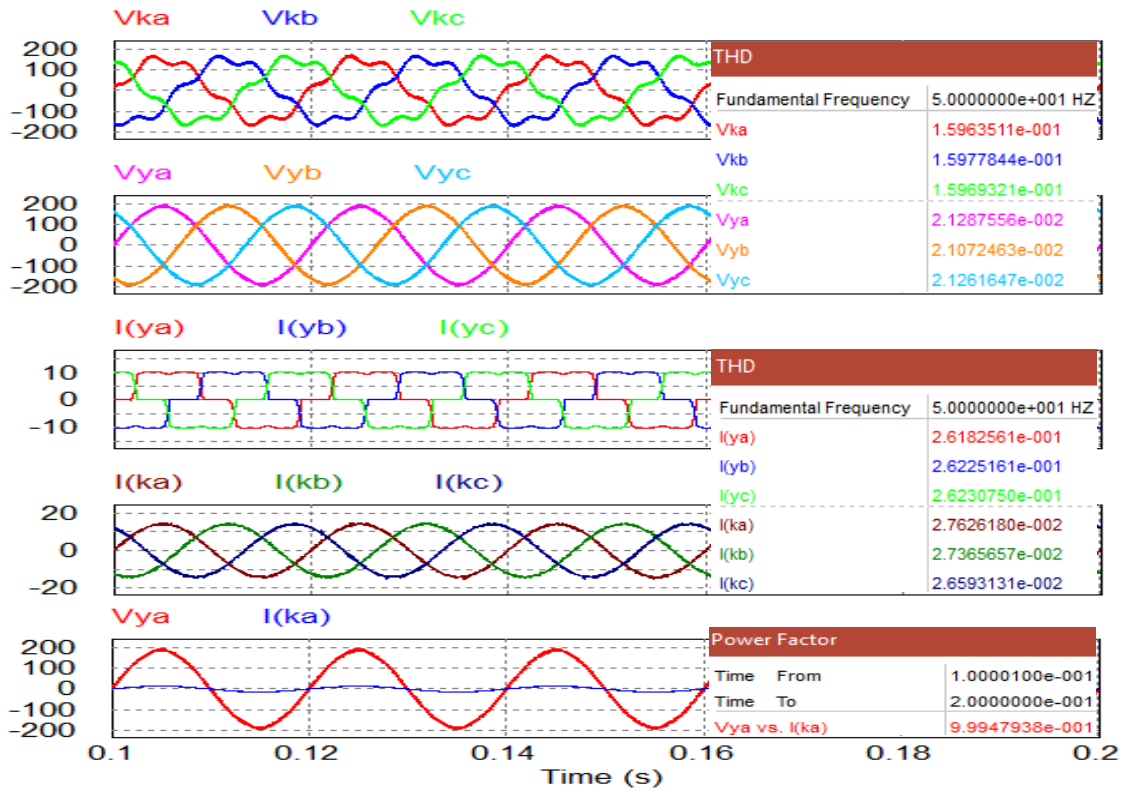 Vka Vkb Vkc
200
100
0
-100
-200
THD
Fundamental Frequency 5.0000000e+001 HZ
Vka 1.5963511e-001
Vkb 1.5977844e-001
Vkc 1.5969321e-001
Vya 2.1287556e-002
Vyb 2.1072463e-002
Vyc 2.1261647e-002
Vya Vyb Vyc
200
100
0
-100
-200
I(ya) I(yb) I(yc)
10
0
-10
THD
Fundamental Frequency 5.0000000e+001 HZ
I(ya) 2.6182561e-001
I(yb) 2.6225161e-001
I(yc) 2.6230750e-001
I(ka) 2.7626180e-002
I(kb) 2.7365657e-002
I(kc) 2.6593131e-002
I(ka) I(kb) I(kc)
20
0
-20
Vya I(ka)
200
100
0
-100
-200
Power Factor
Time From 1.0000100e-001
Time To 2.0000000e-001
Vya vs. I(ka) 9.9947938e-001
0.1 0.12 0.14 0.16 0.18 0.2
Time (s)